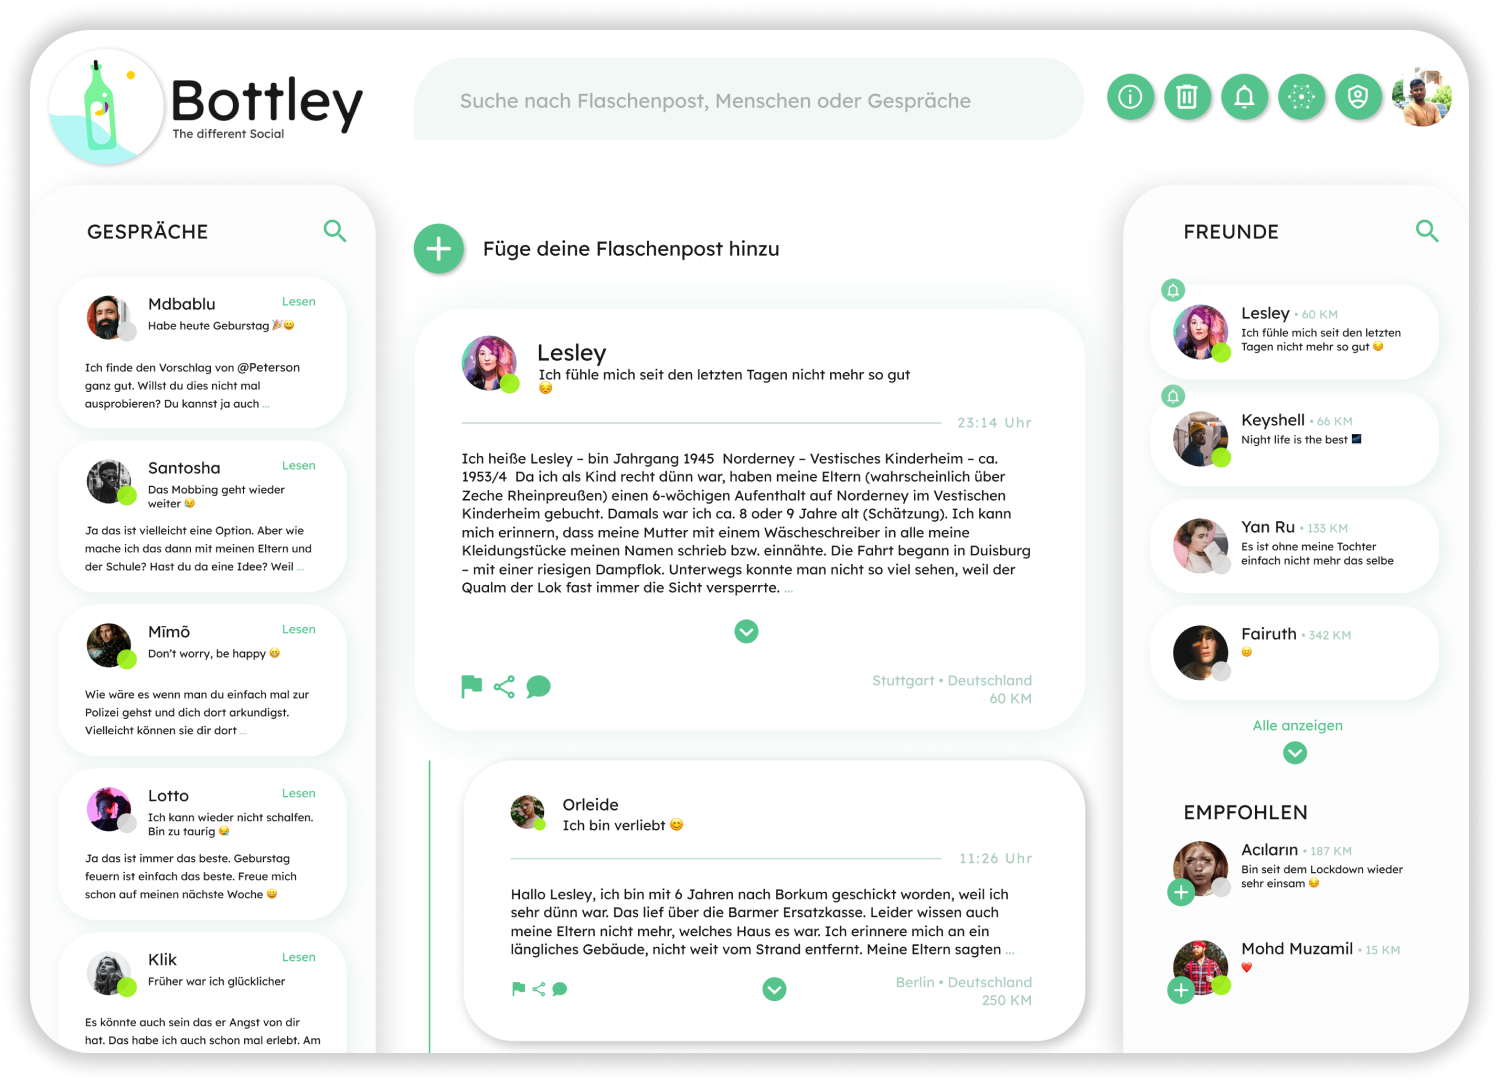 Bottley
The different Social
Suche nach Flaschenpost, Menschen oder Gespräche
GESPRÄCHE
Mdbablu
Lesen
Habe heute Geburstag 🎉😄
Ich finde den Vorschlag von @Peterson
ganz gut. Willst du dies nicht mal
ausprobieren? Du kannst ja auch ...
Santosha
Lesen
Das Mobbing geht wieder
weiter 😥
Ja das ist vielleicht eine Option. Aber wie
mache ich das dann mit meinen Eltern und
der Schule? Hast du da eine Idee? Weil ...
Mīmõ
Lesen
Don't worry, be happy 😁
Wie wäre es wenn man du einfach mal zur
Polizei gehst und dich dort arkundigst.
Vielleicht können sie dir dort ...
Lotto
Lesen
Ich kann wieder nicht schalfen.
Bin zu taurig 😪
Ja das ist immer das beste. Geburstag
feuern ist einfach das beste. Freue mich
schon auf meinen nächste Woche 😄
Klik
Lesen
Früher war ich glücklicher
Es könnte auch sein das er Angst von dir
hat. Das habe ich auch schon mal erlebt. Am
Füge deine Flaschenpost hinzu
Lesley
Ich fühle mich seit den letzten Tagen nicht mehr so gut
😔
23:14 Uhr
Ich heiße Lesley – bin Jahrgang 1945  Norderney – Vestisches Kinderheim – ca.
1953/4  Da ich als Kind recht dünn war, haben meine Eltern (wahrscheinlich über
Zeche Rheinpreußen) einen 6-wöchigen Aufenthalt auf Norderney im Vestischen
Kinderheim gebucht. Damals war ich ca. 8 oder 9 Jahre alt (Schätzung). Ich kann
mich erinnern, dass meine Mutter mit einem Wäscheschreiber in alle meine
Kleidungstücke meinen Namen schrieb bzw. einnähte. Die Fahrt begann in Duisburg
– mit einer riesigen Dampflok. Unterwegs konnte man nicht so viel sehen, weil der
Qualm der Lok fast immer die Sicht versperrte. ...
Stuttgart • Deutschland
60 KM
Orleide
Ich bin verliebt 😊
11:26 Uhr
Hallo Lesley, ich bin mit 6 Jahren nach Borkum geschickt worden, weil ich
sehr dünn war. Das lief über die Barmer Ersatzkasse. Leider wissen auch
meine Eltern nicht mehr, welches Haus es war. Ich erinnere mich an ein
längliches Gebäude, nicht weit vom Strand entfernt. Meine Eltern sagten ...
Berlin • Deutschland
250 KM
FREUNDE
Lesley • 60 KM
Ich fühle mich seit den letzten
Tagen nicht mehr so gut 😔
Keyshell • 66 KM
Night life is the best 🌌
Yan Ru • 133 KM
Es ist ohne meine Tochter
einfach nicht mehr das selbe
Fairuth • 342 KM
😊
Alle anzeigen
EMPFOHLEN
Acıların • 187 KM
Bin seit dem Lockdown wieder
sehr einsam 😔
Mohd Muzamil • 15 KM
❤️